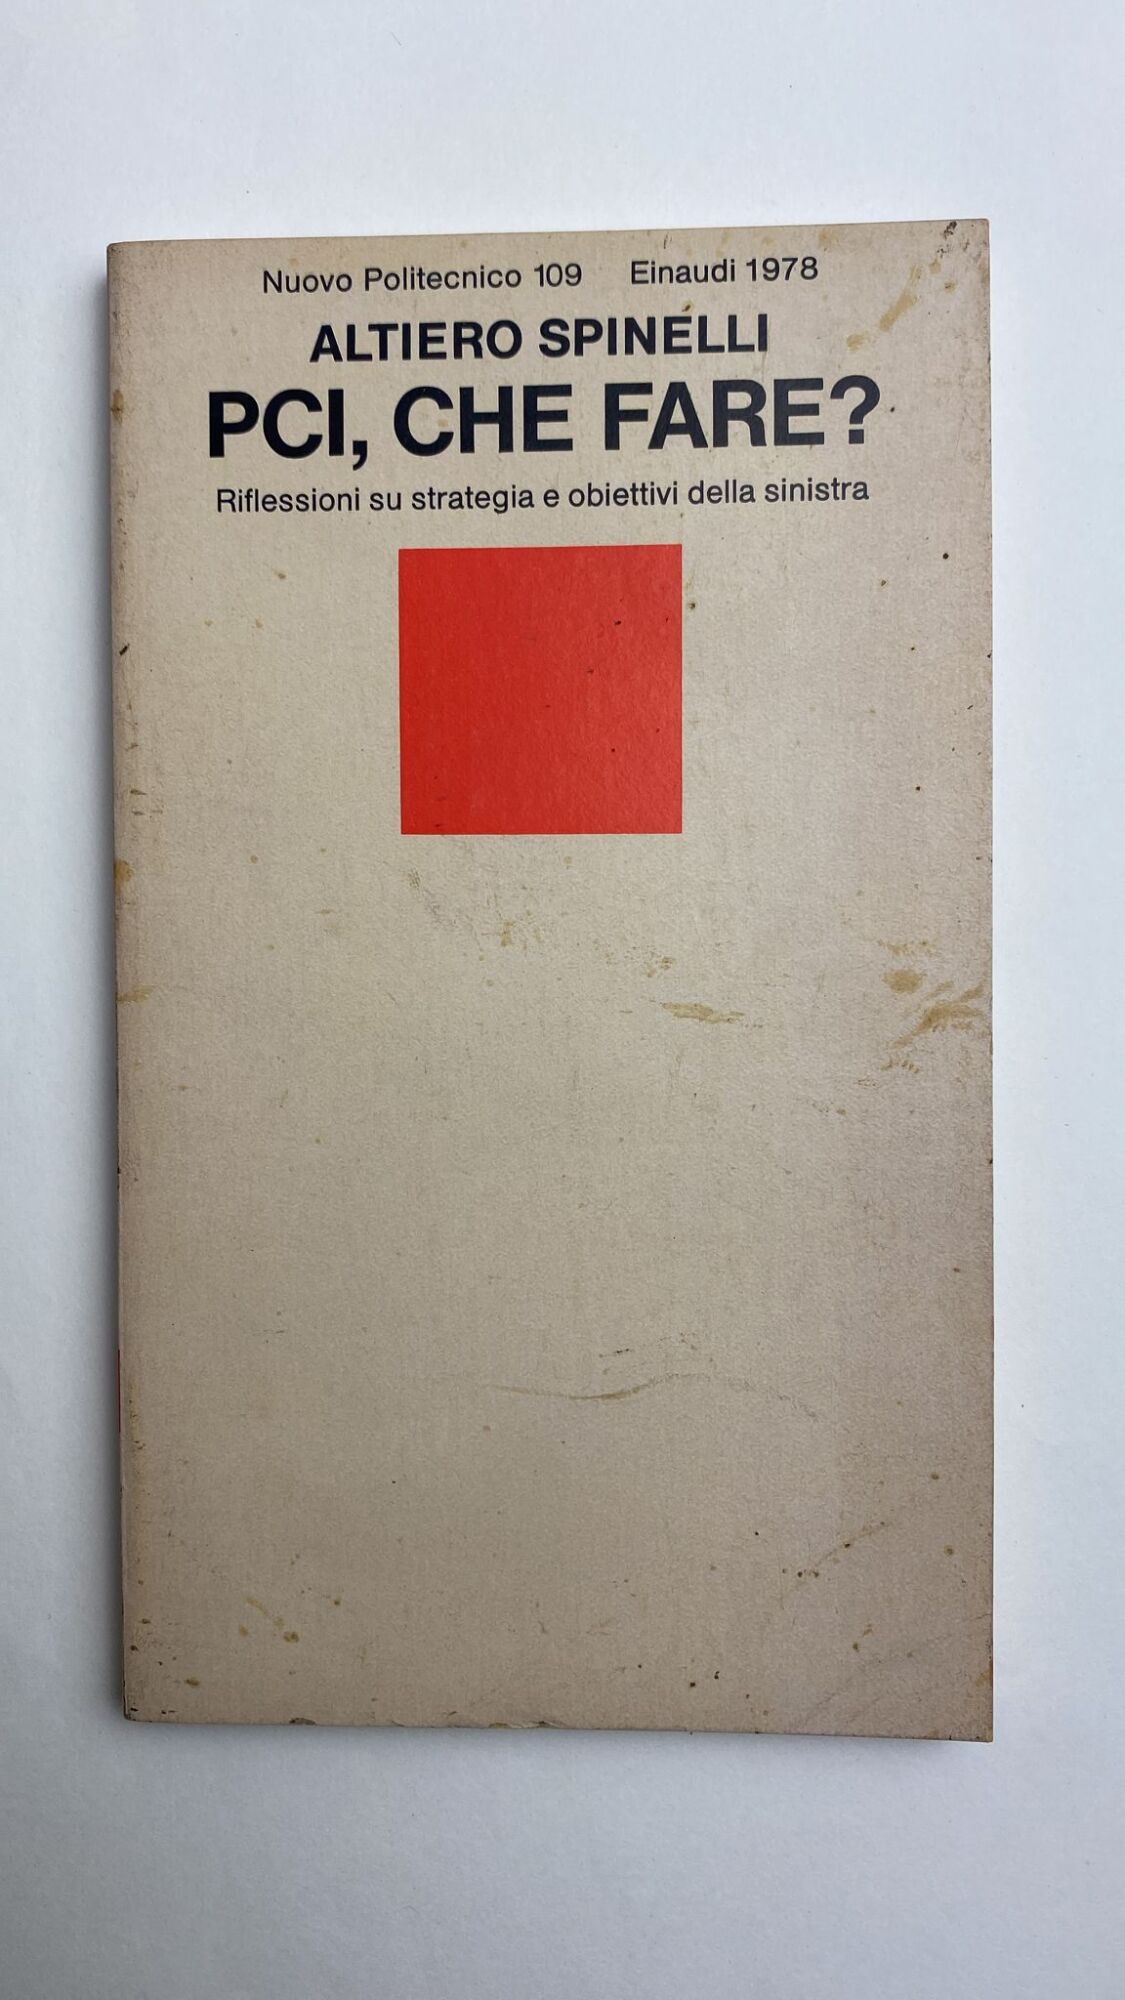 Nuovo Politecnico 109 Einaudi 1978
ALTIERO SPINELLI
PCI, CHE FARE?
Riflessioni su strategia e obiettivi della sinistra